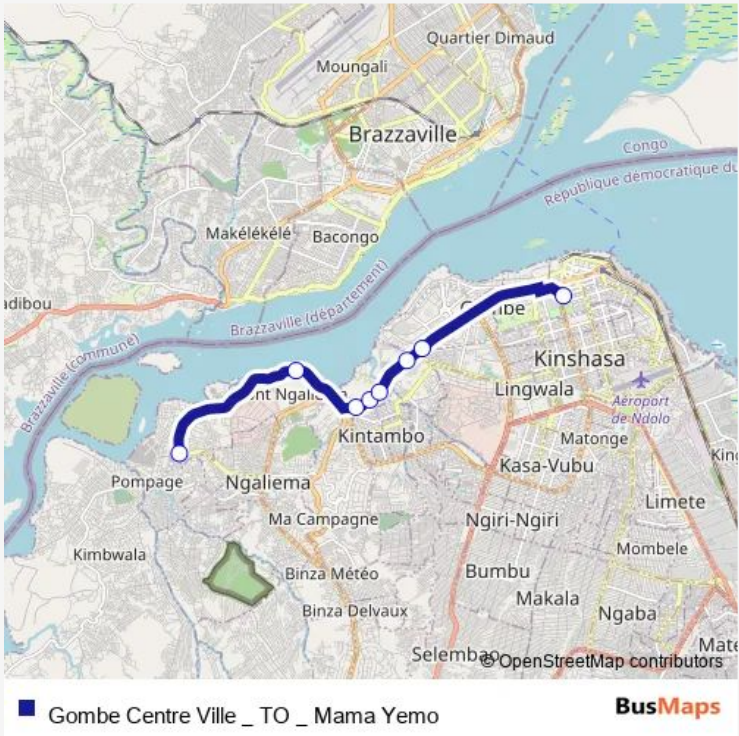 Quartier Dimaud
Moungali
Brazzaville
Congo
République démocratique du
Makélékélé
Bacongo
Brazzaville (département)
Brazzaville (commune)
Kinshasa
Lingwala
Aéroport
de Ndolo
Kintambo
Matonge
Kasa-Vubu
Pompage
Ngaliema
Limete
Ma Campagne
Ngiri-Ngiri
Kimbwala
Mombele
Binza Météo
Bumbu
Makala
Binza Delvaux
Ngaba
Selembao
© OpenStreetMap contributors
Gombe Centre Ville _ TO _ Mama Yemo
BusMaps